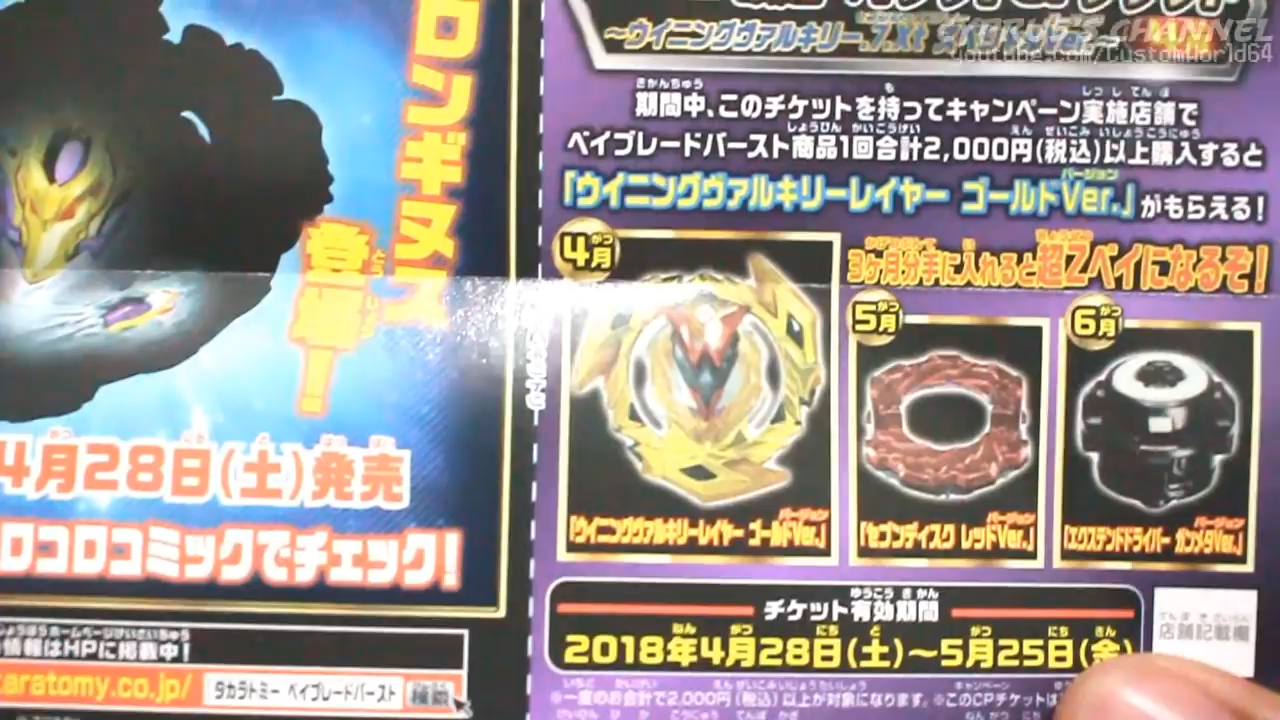 CYBRUS'S CHANNEL
youtube.com/CustomWorld64
ロンギヌス
登場!
4月28日(土)発売
ロコロコミックでチェック!
情報はHPに掲載中!
taratomy.co.jp/
タカラトミー ベイブレードバースト
検索
~ウイニングヴァルキリー.7.Xt
期間中、このチケットを持ってキャンペーン実施店舗で
ベイブレードバースト商品1回合計2,000円(税込)以上購入すると
「ウイニングヴァルキリーレイヤー ゴールドVer.」がもらえる!
3ヶ月分手に入れると超Zベイになるぞ!
4月
5月
6月
「ウイニングヴァルキリーレイヤー ゴールドVer.」
「セブンディスク レッドVer.」
「エクステンドドライバー ガンメタVer.」
チケット有効期間
2018年4月28日(土)~5月25日(金)
店舗記載欄
※一度のお会計で2,000円(税込)以上が対象になります。※このCPチケットは